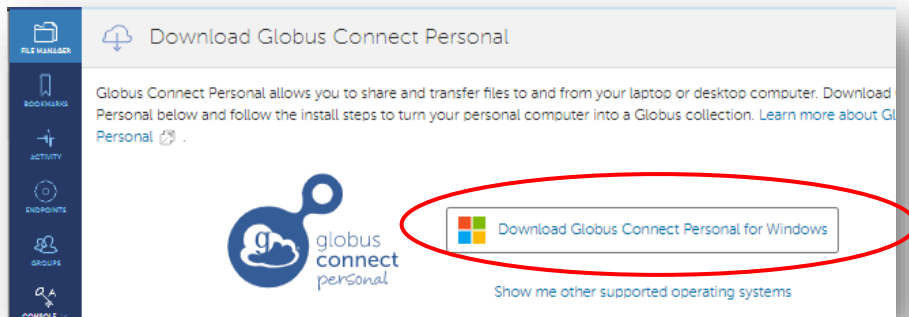 FILE MANAGER
Download Globus Connect Personal
BOOKMARKS
Globus Connect Personal allows you to share and transfer files to and from your laptop or desktop computer. Download
Personal below and follow the install steps to turn your personal computer into a Globus collection. Learn more about Gl
Personal .
ACTIVITY
ENDPOINTS
GROUPS
CONSOLE
g
globus
connect
personal
Download Globus Connect Personal for Windows
Show me other supported operating systems